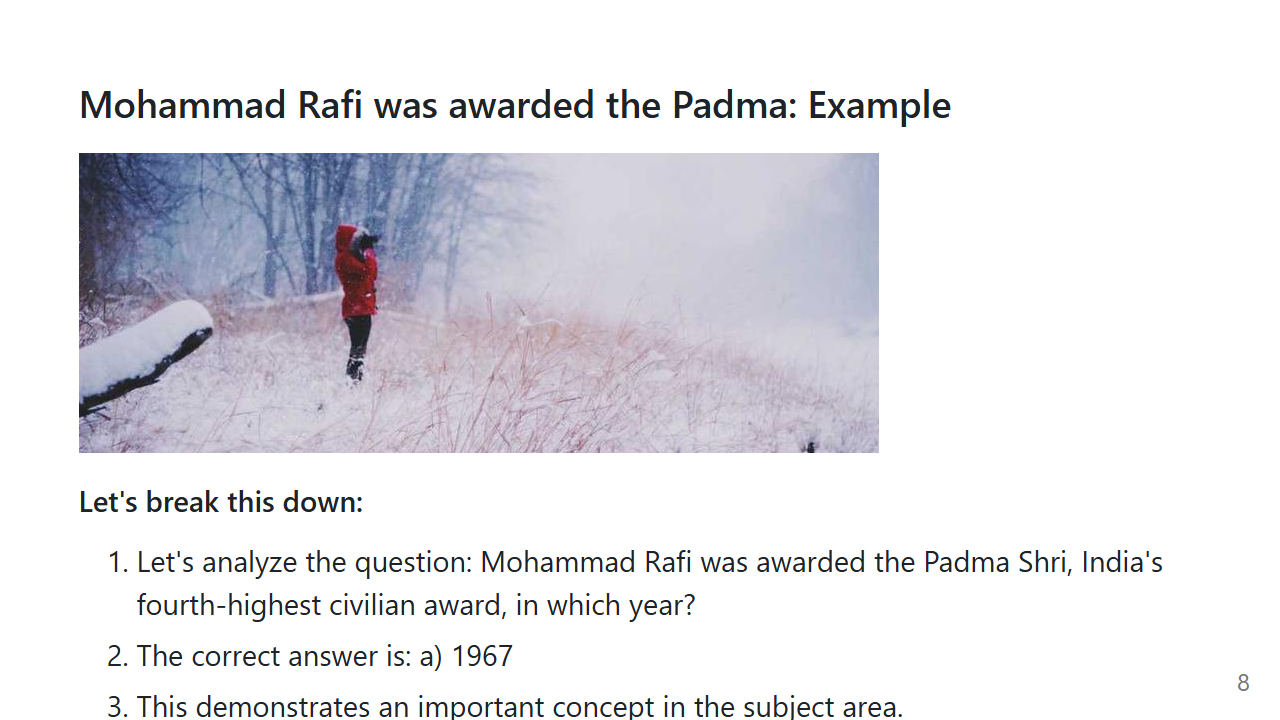 Mohammad Rafi was awarded the Padma: Example
Let's break this down:
1. Let's analyze the question: Mohammad Rafi was awarded the Padma Shri, India's
fourth-highest civilian award, in which year?
2. The correct answer is: a) 1967
3. This demonstrates an important concept in the subject area.
8